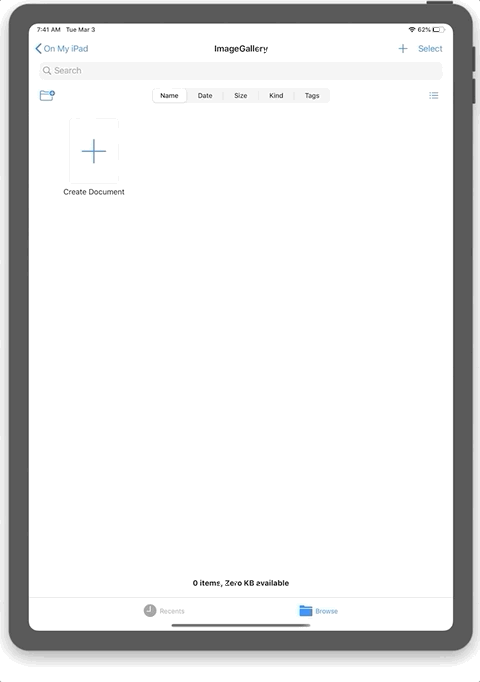 7:41 AM Tue Mar 3 62%
On My iPad ImageGallery Select
Search
Name Date Size Kind Tags
Create Document
0 items, Zero KB available
Recents Browse